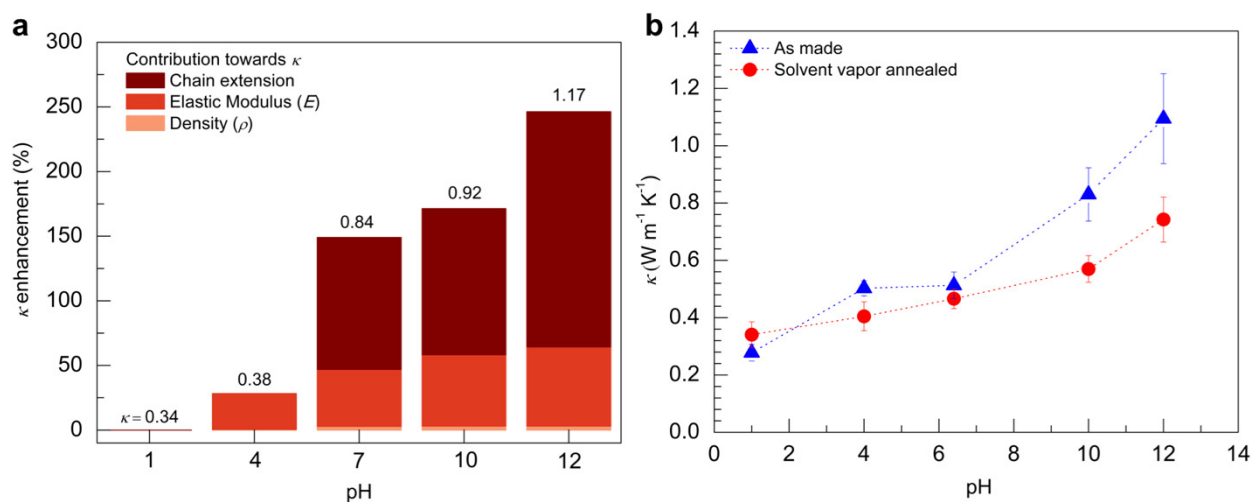 a
300
250
200
150
100
50
0
κ enhancement (%)
Contribution towards κ
Chain extension
Elastic Modulus (E)
Density (ρ)
κ = 0.34
0.38
0.84
0.92
1.17
1
4
7
10
12
pH
b
1.4
1.2
1.0
0.8
0.6
0.4
0.2
0.0
κ (W m⁻¹ K⁻¹)
As made
Solvent vapor annealed
0
2
4
6
8
10
12
14
pH